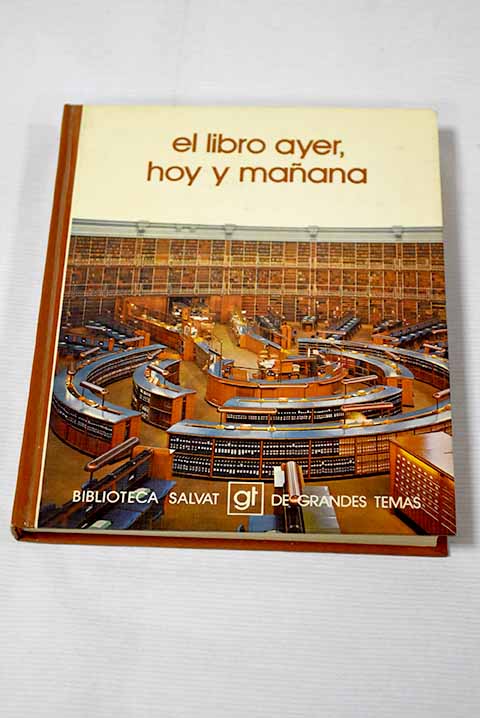 el libro ayer,
hoy y mañana
BIBLIOTECA SALVAT gt DE GRANDES TEMAS